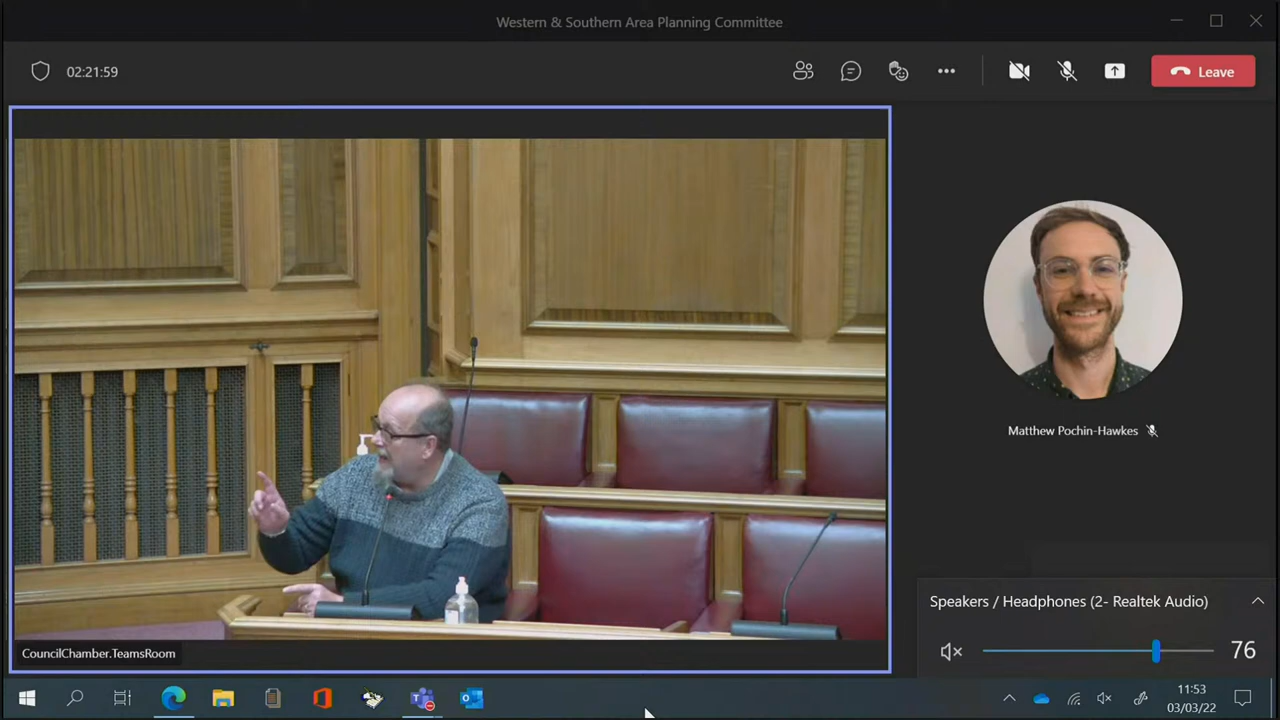 Western & Southern Area Planning Committee
02:21:59
Leave
Matthew Pochin-Hawkes
Speakers / Headphones (2- Realtek Audio)
76
CouncilChamber.TeamsRoom
11:53
03/03/22